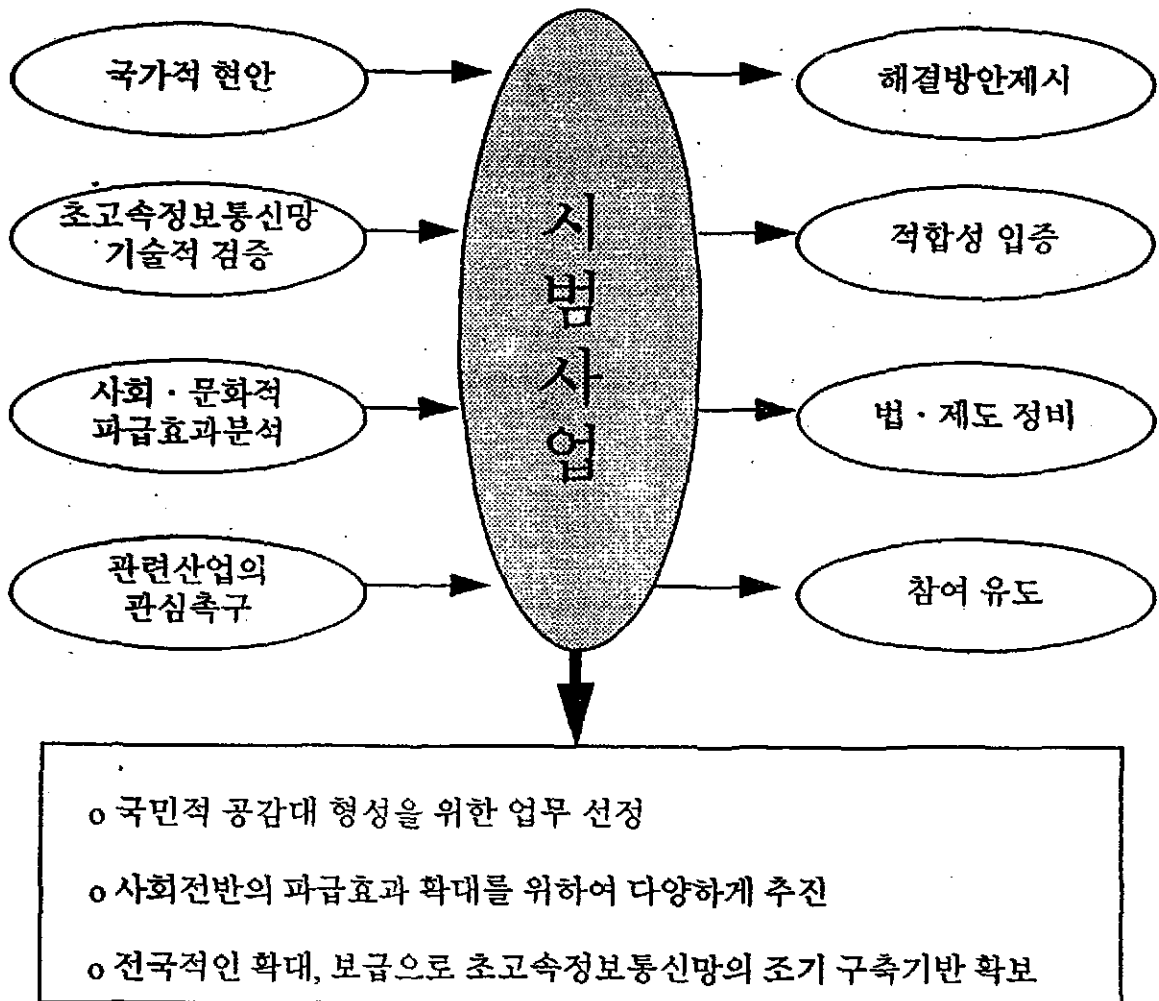 국가적 현안
해결방안제시
초고속정보통신망
기술적 검증
적합성 입증
시
범
사
업
사회 · 문화적
파급효과분석
법 · 제도 정비
관련산업의
관심촉구
참여 유도
o 국민적 공감대 형성을 위한 업무 선정
o 사회전반의 파급효과 확대를 위하여 다양하게 추진
o 전국적인 확대, 보급으로 초고속정보통신망의 조기 구축기반 확보